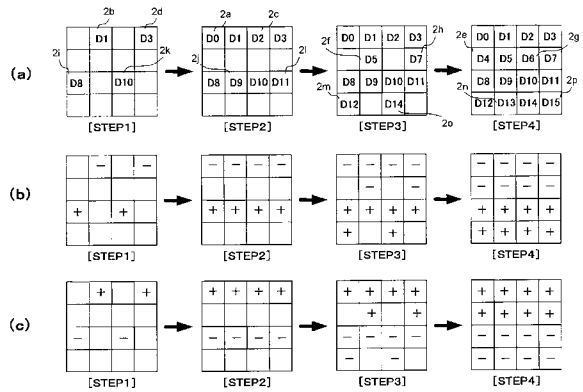 2b 2d 2a 2c 2h 2g
D1 D3 D0 D1 D2 D3 D0 D1 D2 D3 D0 D1 D2 D3
2i 2k 2j 2l 2f D5 D7 2e D4 D5 D6 D7
(a) D8 D10 D8 D9 D10 D11 D8 D9 D10 D11 D8 D9 D10 D11
2m D12 D14 2o 2n D12 D13 D14 D15 2p
[STEP1] [STEP2] [STEP3] [STEP4]
− − − − − − − − − − − − − −
− − − − − −
(b) + + + + + + + + + + + + + +
+ + + + + +
[STEP1] [STEP2] [STEP3] [STEP4]
+ + + + + + + + + + + + + +
+ + + + + +
(c) − − − − − − − − − − − − − −
− − − − − −
[STEP1] [STEP2] [STEP3] [STEP4]